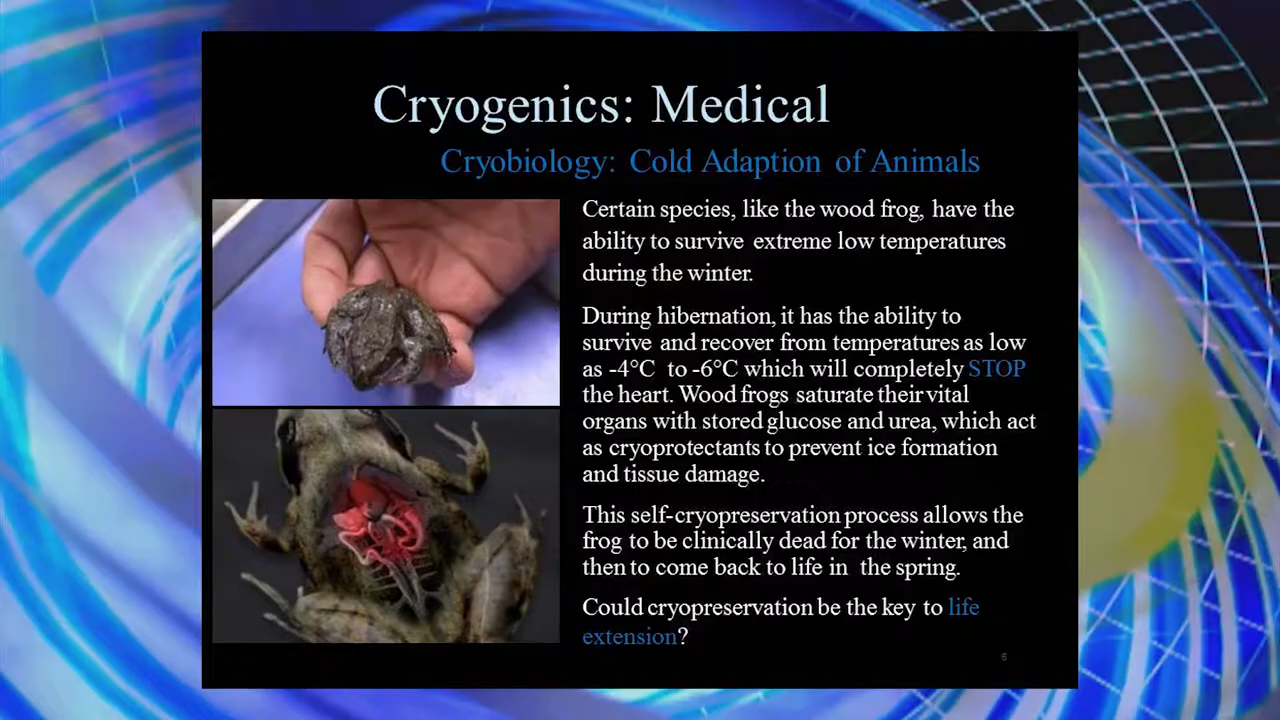 Cryogenics: Medical
Cryobiology: Cold Adaption of Animals
Certain species, like the wood frog, have the
ability to survive extreme low temperatures
during the winter.
During hibernation, it has the ability to
survive and recover from temperatures as low
as -4°C to -6°C which will completely STOP
the heart. Wood frogs saturate their vital
organs with stored glucose and urea, which act
as cryoprotectants to prevent ice formation
and tissue damage.
This self-cryopreservation process allows the
frog to be clinically dead for the winter, and
then to come back to life in the spring.
Could cryopreservation be the key to life
extension?
6